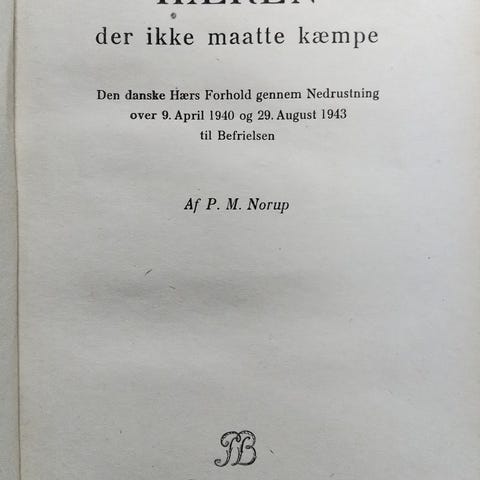 HÆREN
der ikke maatte kæmpe
Den danske Hærs Forhold gennem Nedrustning
over 9. April 1940 og 29. August 1943
til Befrielsen
Af P. M. Norup